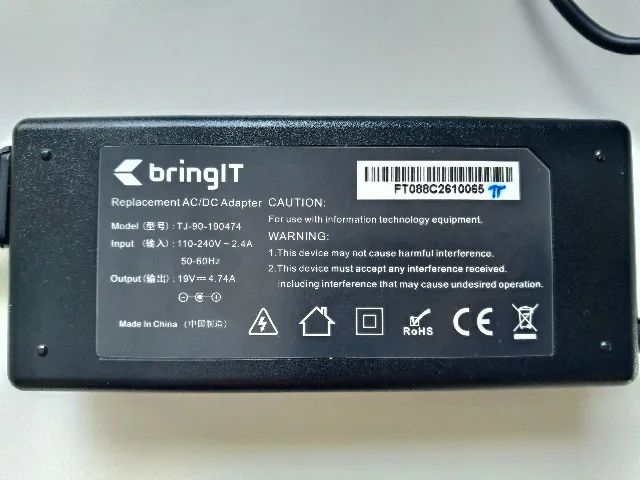 bringIT
FT088C2610065
Replacement AC/DC Adapter
Model (型号) : TJ-90-190474
Input (输入) : 110-240V ~ 2.4A
50-60Hz
Output(输出) : 19V⎓4.74A
Made in China (中国制造)
CAUTION:
For use with information technology equipment.
WARNING:
1.This device may not cause harmful interference.
2.This device must accept any interference received.
including interference that may cause undesired operation.
RoHS
CE